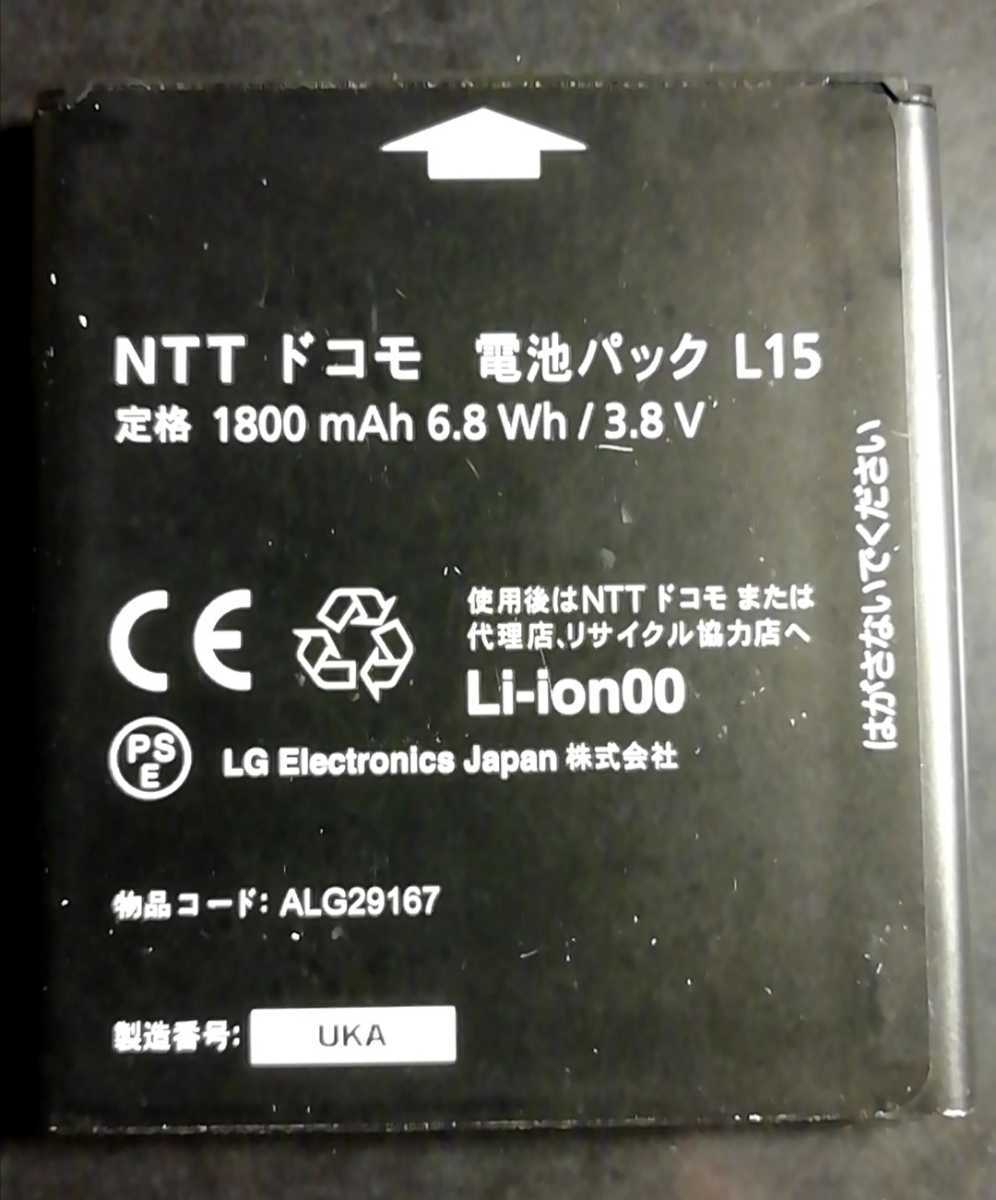 NTT ドコモ 電池パック L15
定格 1800 mAh 6.8 Wh / 3.8 V
はがさないでください
CE
使用後はNTT ドコモ または
代理店、リサイクル協力店へ
Li-ion00
PSE
LG Electronics Japan 株式会社
物品コード: ALG29167
製造番号: UKA